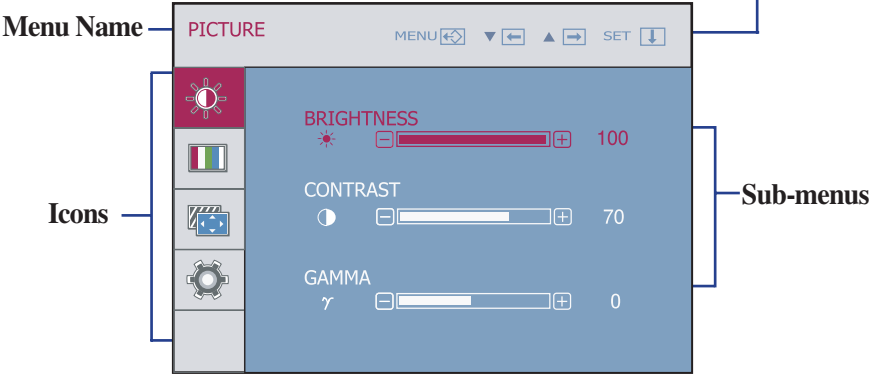 Menu Name
PICTURE
MENU ▼ ▲ SET
Icons
BRIGHTNESS
100
CONTRAST
70
GAMMA
γ 0
Sub-menus